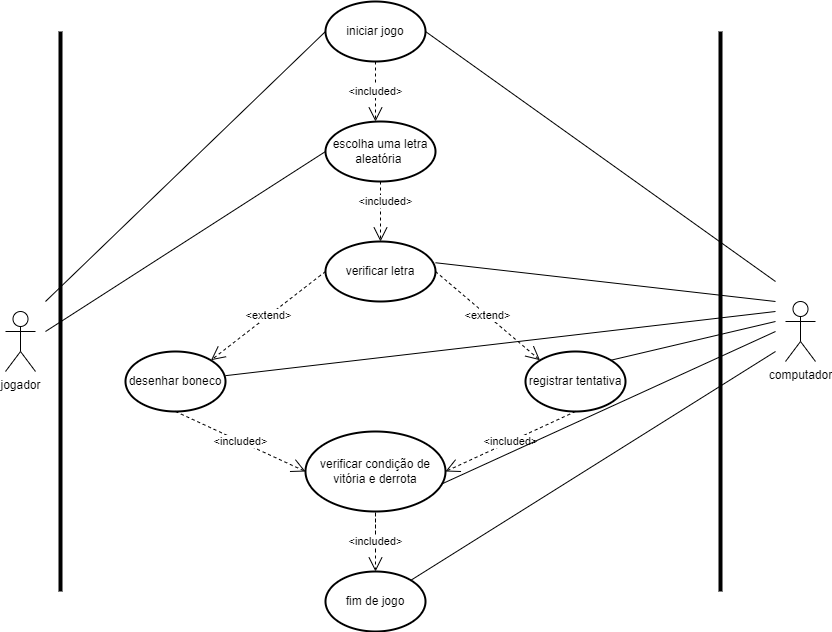 iniciar jogo
<included>
escolha uma letra
aleatória
<included>
verificar letra
<extend>
<extend>
jogador
computador
desenhar boneco
registrar tentativa
<included>
<included>
verificar condição de
vitória e derrota
<included>
fim de jogo